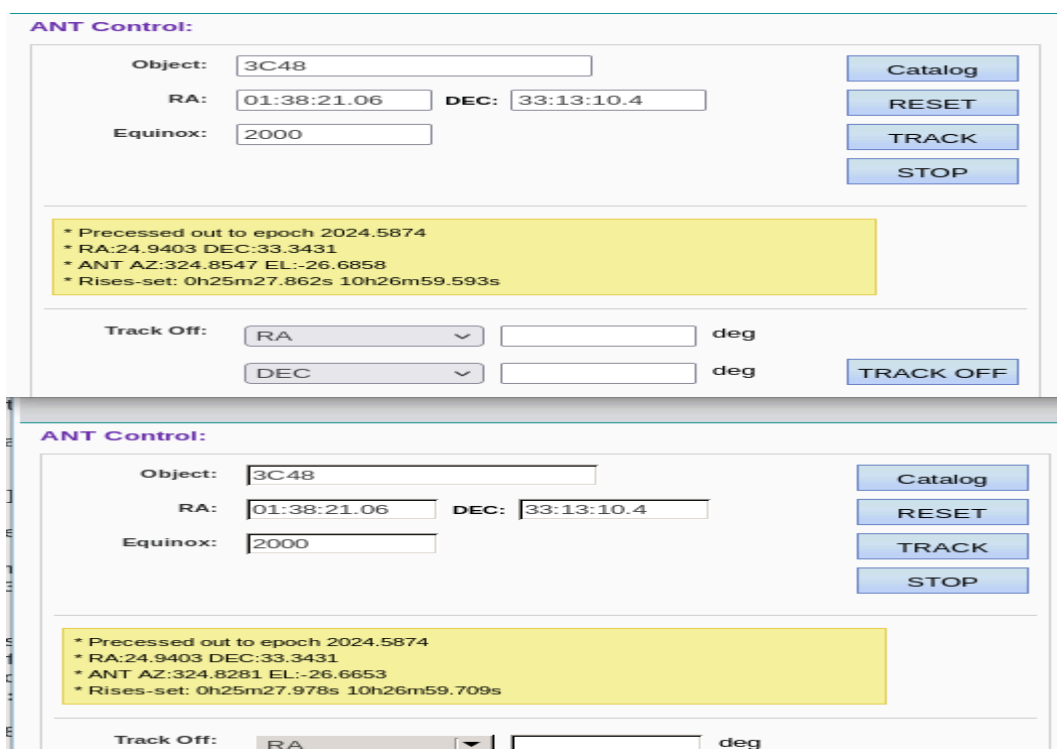 ANT Control:
Object: 3C48 Catalog
RA: 01:38:21.06 DEC: 33:13:10.4 RESET
Equinox: 2000 TRACK
STOP
* Precessed out to epoch 2024.5874
* RA:24.9403 DEC:33.3431
* ANT AZ:324.8547 EL:-26.6858
* Rises-set: 0h25m27.862s 10h26m59.593s
Track Off: RA deg
DEC deg TRACK OFF
ANT Control:
Object: 3C48 Catalog
RA: 01:38:21.06 DEC: 33:13:10.4 RESET
Equinox: 2000 TRACK
STOP
* Precessed out to epoch 2024.5874
* RA:24.9403 DEC:33.3431
* ANT AZ:324.8281 EL:-26.6653
* Rises-set: 0h25m27.978s 10h26m59.709s
Track Off: RA deg